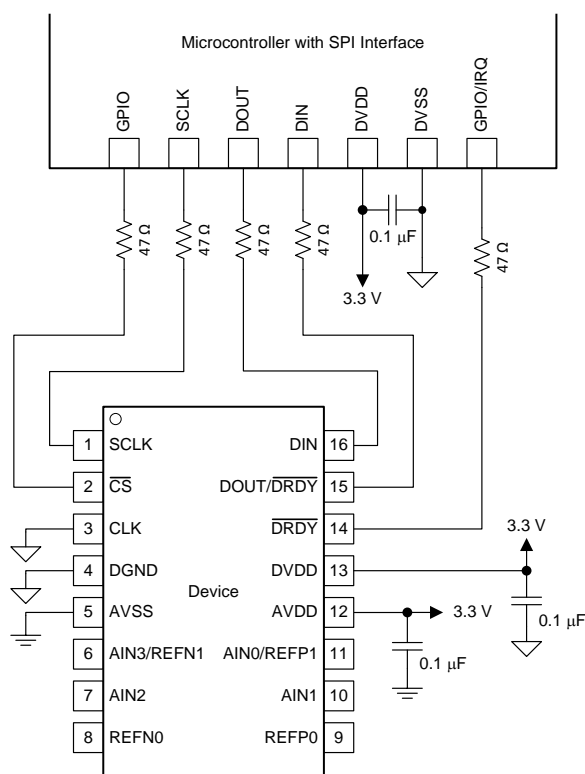 Microcontroller with SPI Interface
GPIO
SCLK
DOUT
DIN
DVDD
DVSS
GPIO/IRQ
47 Ω
47 Ω
47 Ω
47 Ω
0.1 μF
47 Ω
3.3 V
1 SCLK DIN 16
2 CS DOUT/DRDY 15
3 CLK DRDY 14
3.3 V
4 DGND DVDD 13
Device
5 AVSS AVDD 12
3.3 V
0.1 μF
6 AIN3/REFN1 AIN0/REFP1 11
0.1 μF
7 AIN2 AIN1 10
8 REFN0 REFP0 9